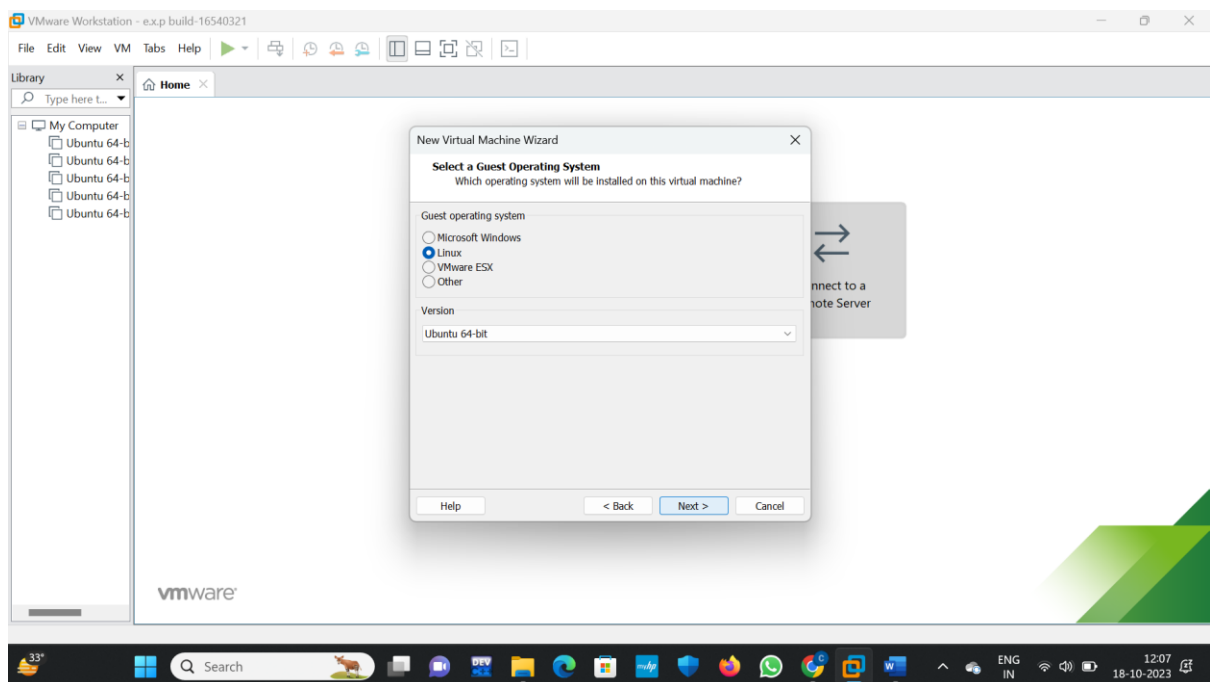 VMware Workstation - e.x.p build-16540321
File Edit View VM Tabs Help
Library
Type here t...
Home
My Computer
Ubuntu 64-b
Ubuntu 64-b
Ubuntu 64-b
Ubuntu 64-b
Ubuntu 64-b
New Virtual Machine Wizard
Select a Guest Operating System
Which operating system will be installed on this virtual machine?
Guest operating system
Microsoft Windows
Linux
VMware ESX
Other
Version
Ubuntu 64-bit
Help < Back Next > Cancel
nnect to a
note Server
vmware
33°
Search
DEV
mhp
ENG
IN
12:07
18-10-2023